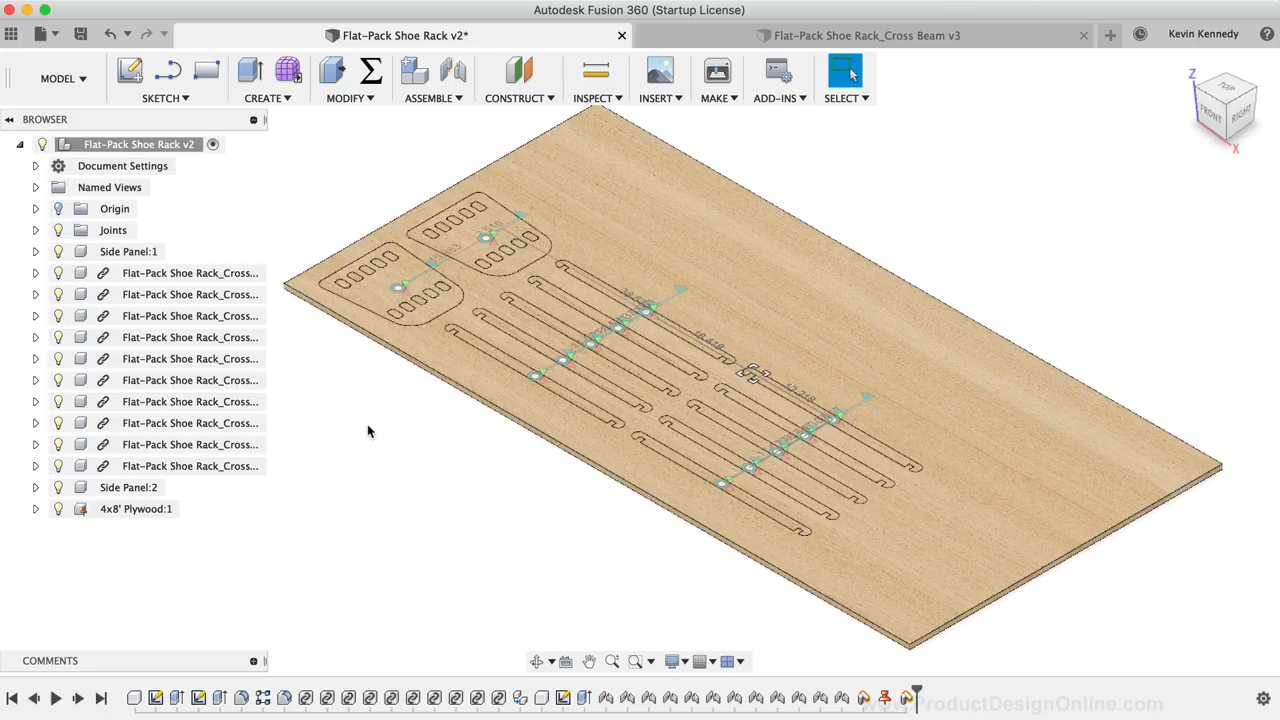 Autodesk Fusion 360 (Startup License)
Flat-Pack Shoe Rack v2*
Flat-Pack Shoe Rack_Cross Beam v3
Kevin Kennedy
MODEL
SKETCH
CREATE
MODIFY
ASSEMBLE
CONSTRUCT
INSPECT
INSERT
MAKE
ADD-INS
SELECT
Z
TOP
FRONT
RIGHT
X
BROWSER
Flat-Pack Shoe Rack v2
Document Settings
Named Views
Origin
Joints
Side Panel:1
Flat-Pack Shoe Rack_Cross...
Flat-Pack Shoe Rack_Cross...
Flat-Pack Shoe Rack_Cross...
Flat-Pack Shoe Rack_Cross...
Flat-Pack Shoe Rack_Cross...
Flat-Pack Shoe Rack_Cross...
Flat-Pack Shoe Rack_Cross...
Flat-Pack Shoe Rack_Cross...
Flat-Pack Shoe Rack_Cross...
Flat-Pack Shoe Rack_Cross...
Side Panel:2
4x8' Plywood:1
COMMENTS
www.ProductDesignOnline.com